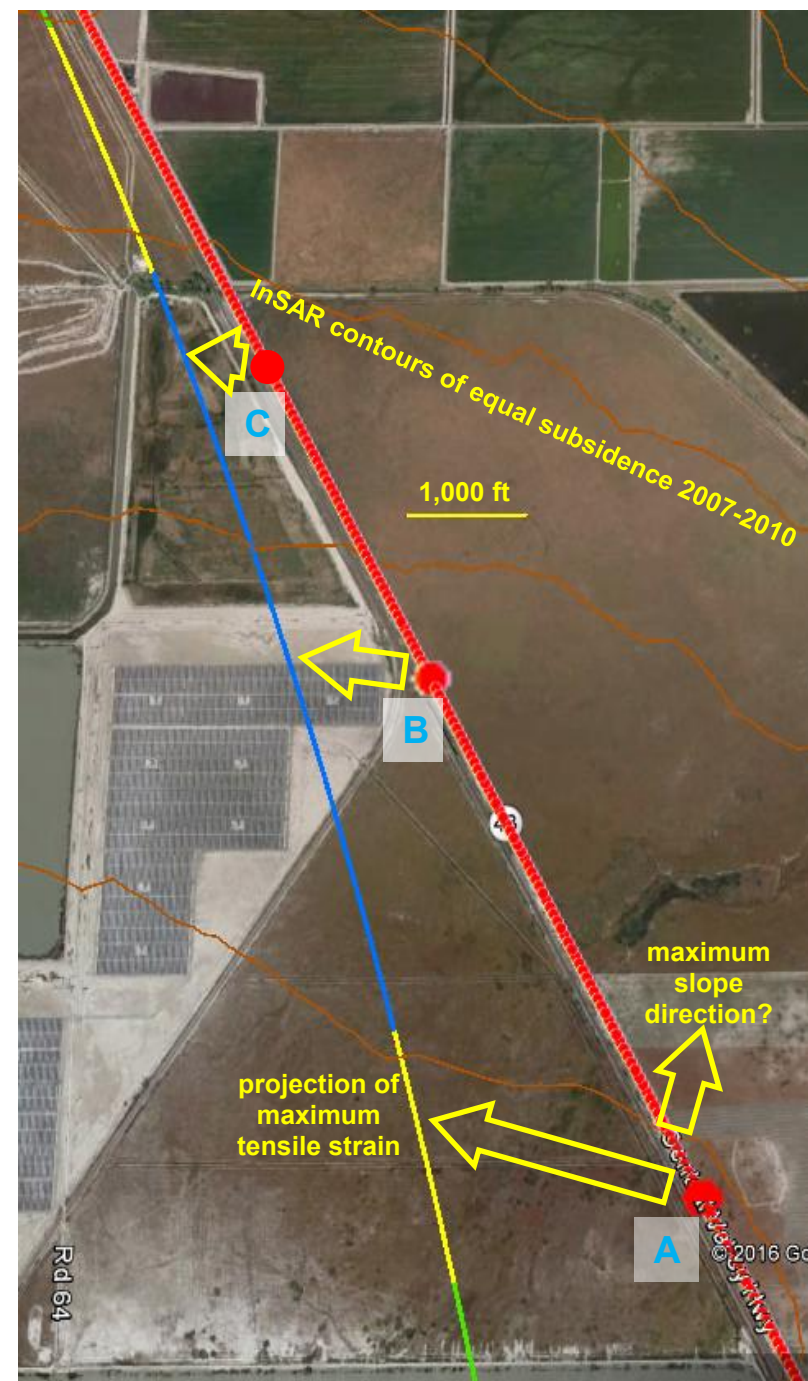 InSAR contours of equal subsidence 2007-2010
C
1,000 ft
B
maximum
slope
direction?
projection of
maximum
tensile strain
A
© 2016 Go
Rd 64